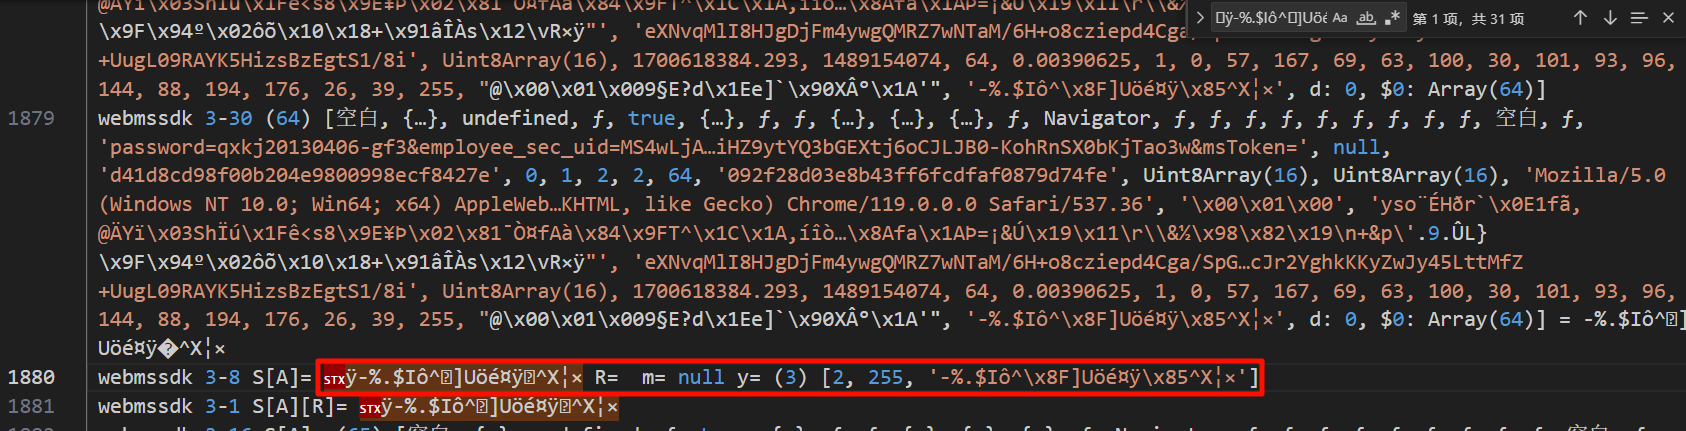 @ÄYi\x03ShÏú\x1Fê<s8\x9E¥Þ\x02\x81¯Ò¤fAà\x84\x9FT^\x1C\x1A,íîò…\x8Afa\x1AÞ=¡&Ú\x19\x11\r\\&
□ÿ-%.$Iô^□]Uöé Aa ab .* 第 1 项，共 31 项
\x9F\x94º\x02ôõ\x10\x18+\x91âÎÀs\x12\vR×ÿ"', 'eXNvqMlI8HJgDjFm4ywgQMRZ7wNTaM/6H+o8cziepd4Cga/
+UugL09RAYK5HizsBzEgtS1/8i', Uint8Array(16), 1700618384.293, 1489154074, 64, 0.00390625, 1, 0, 57, 167, 69, 63, 100, 30, 101, 93, 96,
144, 88, 194, 176, 26, 39, 255, "@\x00\x01\x009§E?d\x1Ee]`\x90XÂ°\x1A'", '-%.$Iô^\x8F]Uöé¤ÿ\x85^X¦×', d: 0, $0: Array(64)]
1879 webmssdk 3-30 (64) [空白, {…}, undefined, ƒ, true, {…}, ƒ, ƒ, {…}, {…}, {…}, ƒ, Navigator, ƒ, ƒ, ƒ, ƒ, ƒ, ƒ, ƒ, ƒ, 空白, ƒ,
'password=qxkj20130406-gf3&employee_sec_uid=MS4wLjA…iHZ9ytYQ3bGEXtj6oCJLJB0-KohRnSX0bKjTao3w&msToken=', null,
'd41d8cd98f00b204e9800998ecf8427e', 0, 1, 2, 2, 64, '092f28d03e8b43ff6fcdfaf0879d74fe', Uint8Array(16), Uint8Array(16), 'Mozilla/5.0
(Windows NT 10.0; Win64; x64) AppleWeb…KHTML, like Gecko) Chrome/119.0.0.0 Safari/537.36', '\x00\x01\x00', 'yso¨ÉHðr`\x0E1fã,
@ÄYi\x03ShÏú\x1Fê<s8\x9E¥Þ\x02\x81¯Ò¤fAà\x84\x9FT^\x1C\x1A,íîò…\x8Afa\x1AÞ=¡&Ú\x19\x11\r\\&½\x98\x82\x19\n+&p\'.9.ÛL}
\x9F\x94º\x02ôõ\x10\x18+\x91âÎÀs\x12\vR×ÿ"', 'eXNvqMlI8HJgDjFm4ywgQMRZ7wNTaM/6H+o8cziepd4Cga/SpG…cJr2YghkKKyZwJy45LttMfZ
+UugL09RAYK5HizsBzEgtS1/8i', Uint8Array(16), 1700618384.293, 1489154074, 64, 0.00390625, 1, 0, 57, 167, 69, 63, 100, 30, 101, 93, 96,
144, 88, 194, 176, 26, 39, 255, "@\x00\x01\x009§E?d\x1Ee]`\x90XÂ°\x1A'", '-%.$Iô^\x8F]Uöé¤ÿ\x85^X¦×', d: 0, $0: Array(64)] = -%.$Iô^□]
Uöé¤ÿ�^X¦×
1880 webmssdk 3-8 S[A]= STXÿ-%.$Iô^□]Uöé¤ÿ□^X¦× R= m= null y= (3) [2, 255, '-%.$Iô^\x8F]Uöé¤ÿ\x85^X¦×']
1881 webmssdk 3-1 S[A][R]= STXÿ-%.$Iô^□]Uöé¤ÿ□^X¦×